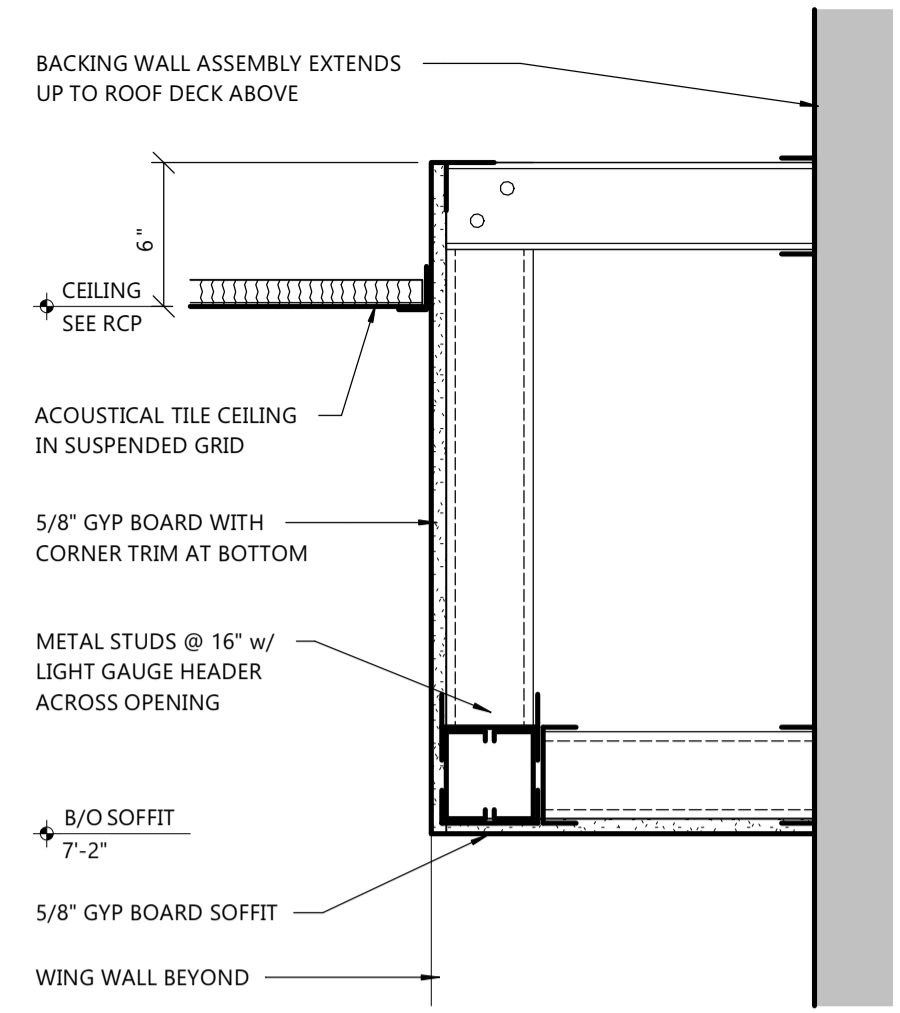 BACKING WALL ASSEMBLY EXTENDS
UP TO ROOF DECK ABOVE
6"
CEILING
SEE RCP
ACOUSTICAL TILE CEILING
IN SUSPENDED GRID
5/8" GYP BOARD WITH
CORNER TRIM AT BOTTOM
METAL STUDS @ 16" w/
LIGHT GAUGE HEADER
ACROSS OPENING
B/O SOFFIT
7'-2"
5/8" GYP BOARD SOFFIT
WING WALL BEYOND